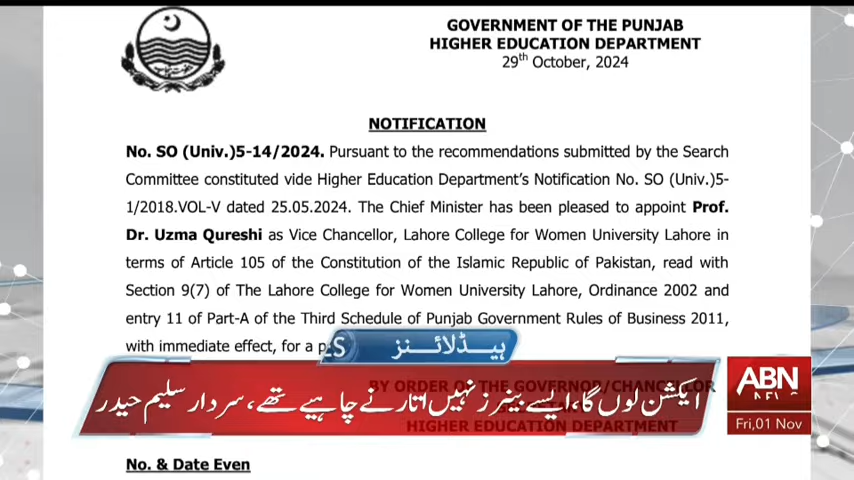 GOVERNMENT OF THE PUNJAB
HIGHER EDUCATION DEPARTMENT
29th October, 2024
NOTIFICATION
No. SO (Univ.)5-14/2024. Pursuant to the recommendations submitted by the Search
Committee constituted vide Higher Education Department's Notification No. SO (Univ.)5-
1/2018.VOL-V dated 25.05.2024. The Chief Minister has been pleased to appoint Prof.
Dr. Uzma Qureshi as Vice Chancellor, Lahore College for Women University Lahore in
terms of Article 105 of the Constitution of the Islamic Republic of Pakistan, read with
Section 9(7) of The Lahore College for Women University Lahore, Ordinance 2002 and
entry 11 of Part-A of the Third Schedule of Punjab Government Rules of Business 2011,
with immediate effect, for a
ہیڈلائنز
BY ORDER OF THE GOVERNOR/CHANCELLOR
ایکشن لوں گا، ایسے بینرز نہیں اتارنے چاہیے تھے، سردار سلیم حیدر
HIGHER EDUCATION DEPARTMENT
ABN
NEWS
Fri,01 Nov
No. & Date Even